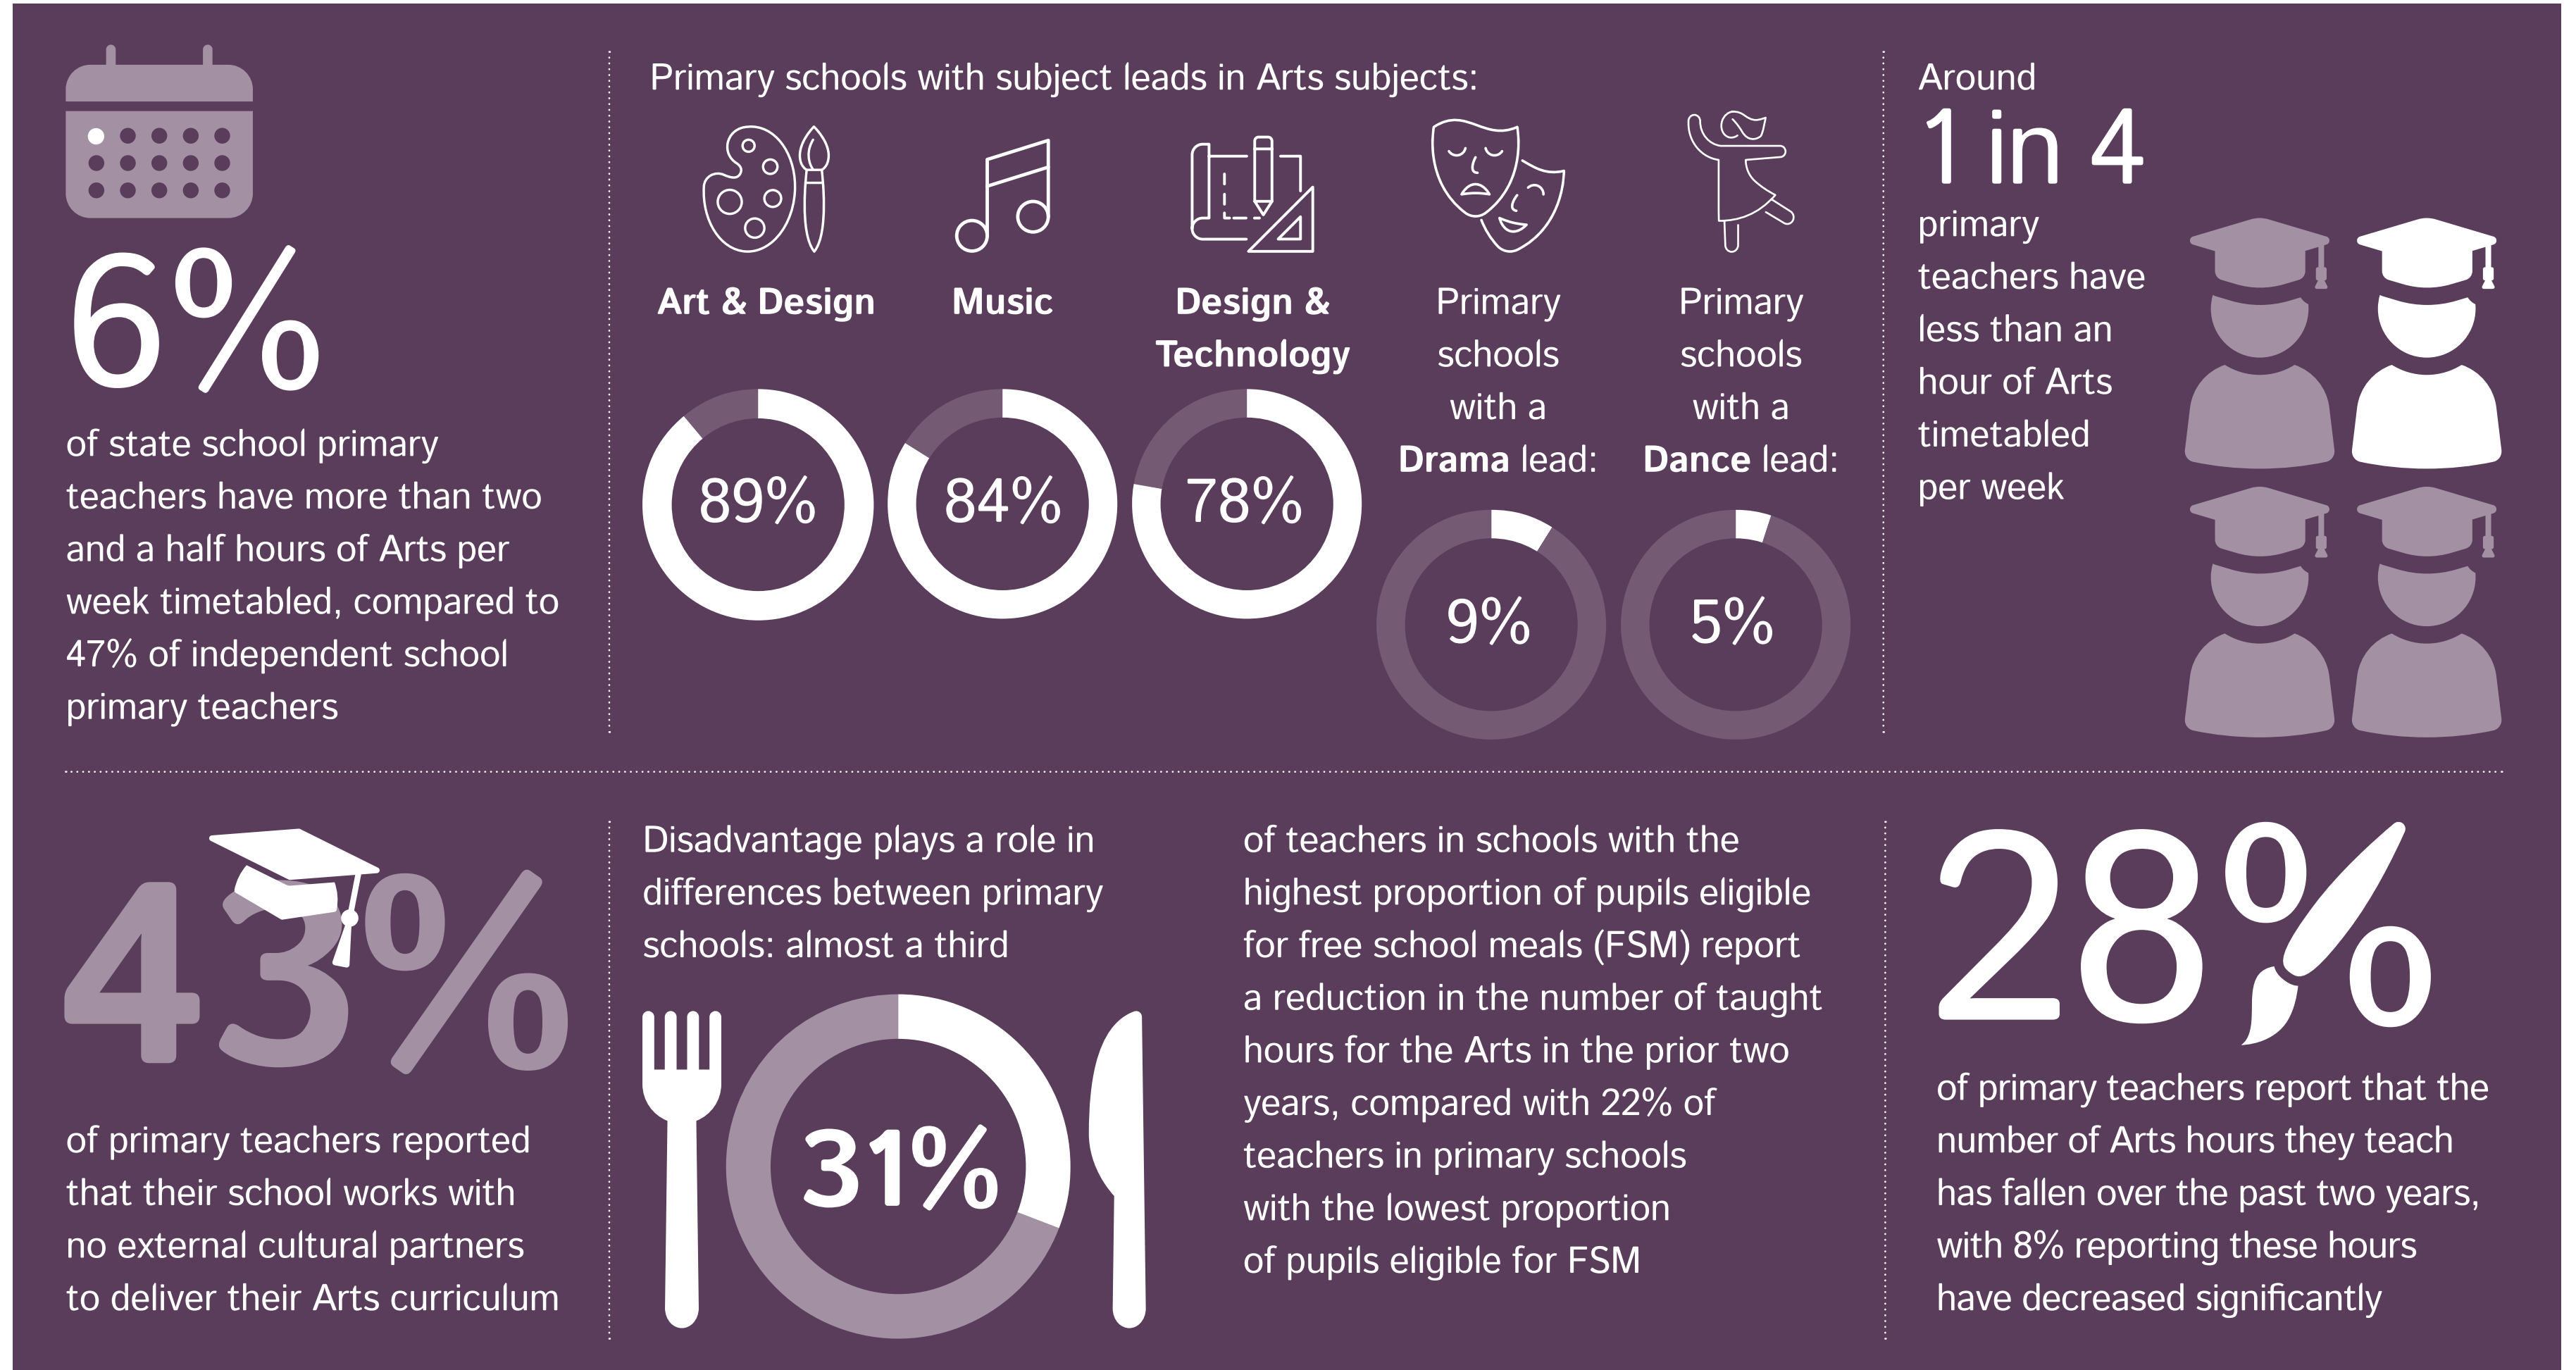 6%
of state school primary
teachers have more than two
and a half hours of Arts per
week timetabled, compared to
47% of independent school
primary teachers
Primary schools with subject leads in Arts subjects:
Art & Design
89%
Music
84%
Design &
Technology
78%
Primary
schools
with a
Drama lead:
9%
Primary
schools
with a
Dance lead:
5%
Around
1 in 4
primary
teachers have
less than an
hour of Arts
timetabled
per week
43%
of primary teachers reported
that their school works with
no external cultural partners
to deliver their Arts curriculum
Disadvantage plays a role in
differences between primary
schools: almost a third
31%
of teachers in schools with the
highest proportion of pupils eligible
for free school meals (FSM) report
a reduction in the number of taught
hours for the Arts in the prior two
years, compared with 22% of
teachers in primary schools
with the lowest proportion
of pupils eligible for FSM
28%
of primary teachers report that the
number of Arts hours they teach
has fallen over the past two years,
with 8% reporting these hours
have decreased significantly